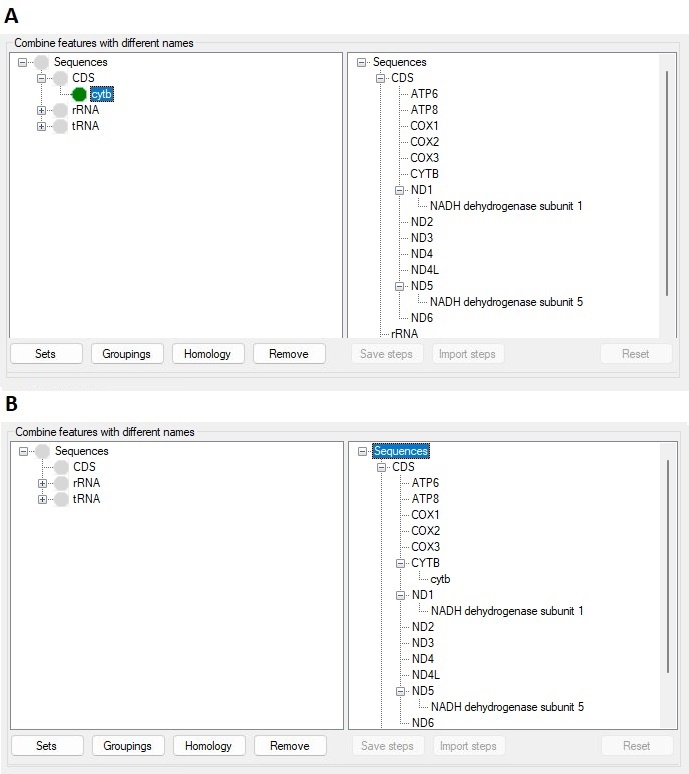 A
Combine features with different names
Sequences
CDS
cytb
rRNA
tRNA
Sequences
CDS
ATP6
ATP8
COX1
COX2
COX3
CYTB
ND1
NADH dehydrogenase subunit 1
ND2
ND3
ND4
ND4L
ND5
NADH dehydrogenase subunit 5
ND6
rRNA
Sets Groupings Homology Remove Save steps Import steps Reset
B
Combine features with different names
Sequences
CDS
rRNA
tRNA
Sequences
CDS
ATP6
ATP8
COX1
COX2
COX3
CYTB
cytb
ND1
NADH dehydrogenase subunit 1
ND2
ND3
ND4
ND4L
ND5
NADH dehydrogenase subunit 5
ND6
Sets Groupings Homology Remove Save steps Import steps Reset